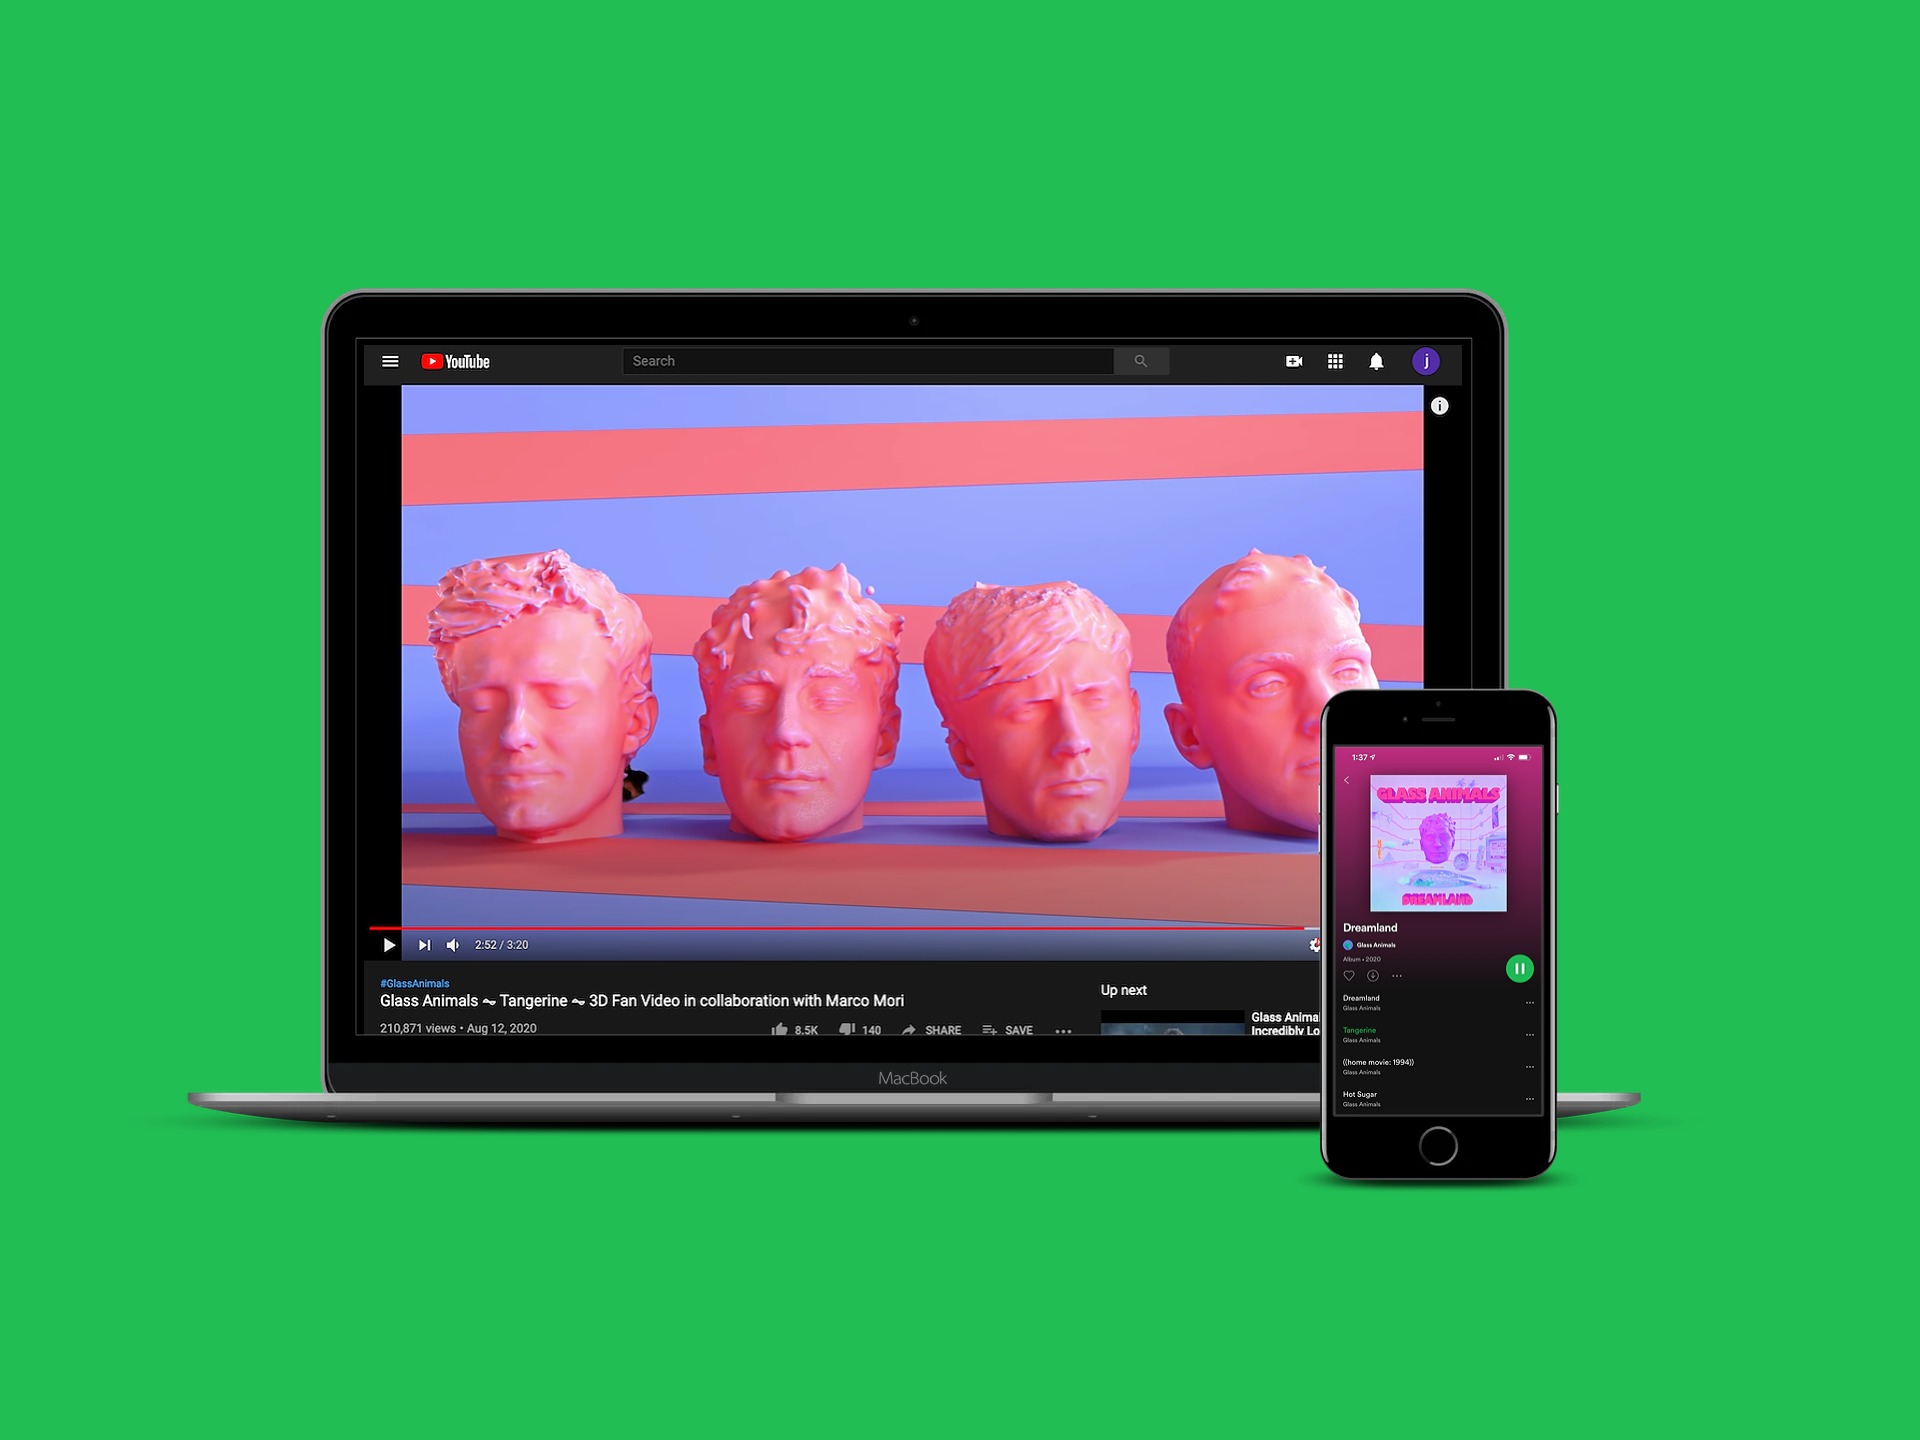 YouTube
Search
j
i
2:52 / 3:20
#GlassAnimals
Glass Animals ~ Tangerine ~ 3D Fan Video in collaboration with Marco Mori
210,871 views • Aug 12, 2020
8.5K
140
SHARE
SAVE
Up next
Glass Anima
Incredibly Lo
MacBook
1:37
GLASS ANIMALS
DREAMLAND
Dreamland
Glass Animals
Album • 2020
Dreamland
Glass Animals
Tangerine
Glass Animals
((home movie: 1994))
Glass Animals
Hot Sugar
Glass Animals